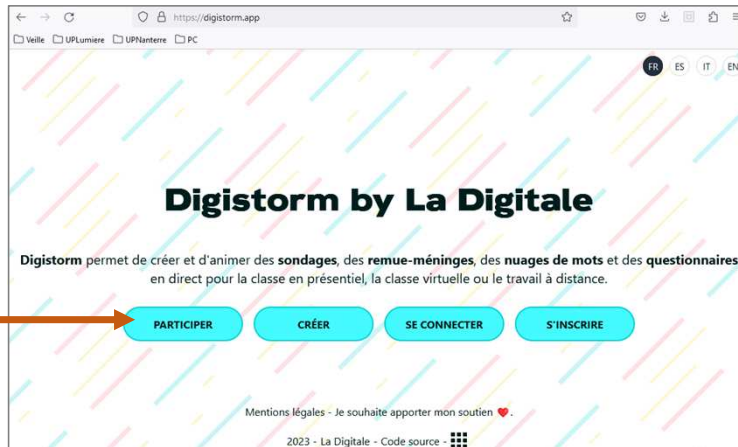 https://digistorm.app
Veille UPLumiere UPNanterre PC
FR ES IT EN
Digistorm by La Digitale
Digistorm permet de créer et d'animer des sondages, des remue-méninges, des nuages de mots et des questionnaires
en direct pour la classe en présentiel, la classe virtuelle ou le travail à distance.
PARTICIPER CRÉER SE CONNECTER S'INSCRIRE
Mentions légales - Je souhaite apporter mon soutien ❤️.
2023 - La Digitale - Code source -